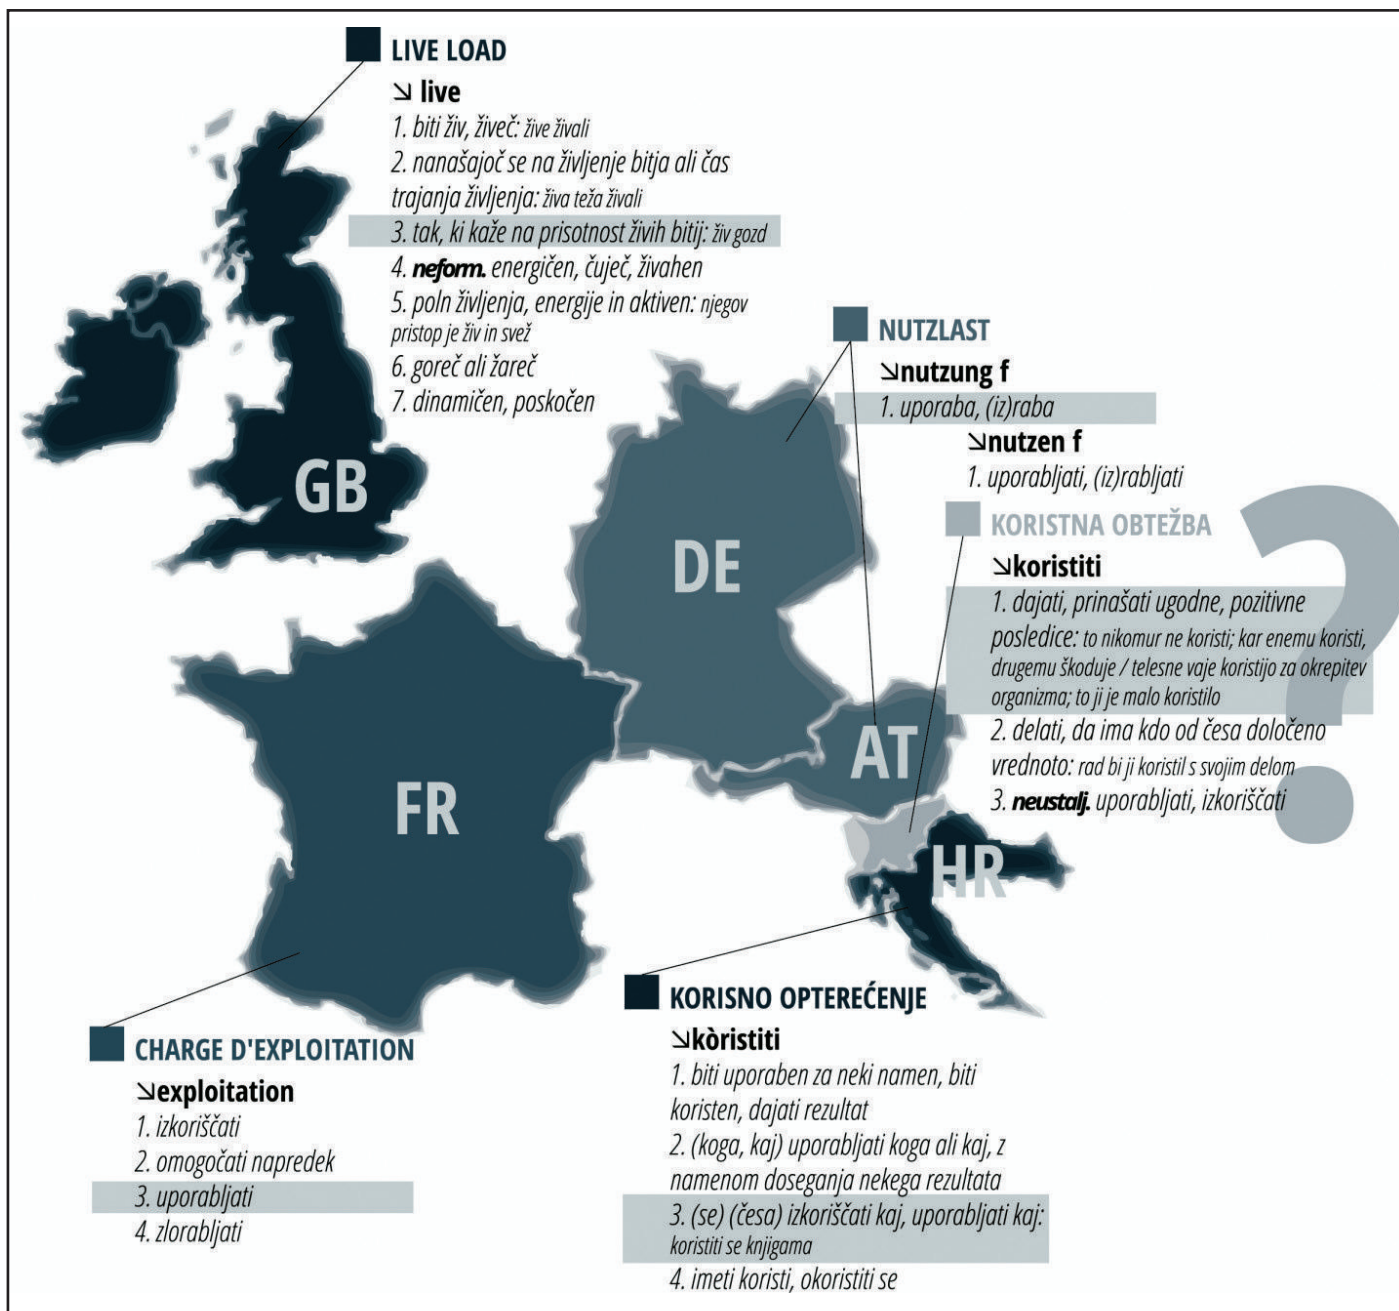 LIVE LOAD
↘ live
1. biti živ, živeč: žive živali
2. nanašajoč se na življenje bitja ali čas
trajanja življenja: živa teža živali
3. tak, ki kaže na prisotnost živih bitij: živ gozd
4. neform. energičen, čuječ, živahen
5. poln življenja, energije in aktiven: njegov
pristop je živ in svež
6. goreč ali žareč
7. dinamičen, poskočen
GB
NUTZLAST
↘nutzung f
1. uporaba, (iz)raba
↘nutzen f
1. uporabljati, (iz)rabljati
DE
AT
KORISTNA OBTEŽBA
↘koristiti
1. dajati, prinašati ugodne, pozitivne
posledice: to nikomur ne koristi; kar enemu koristi,
drugemu škoduje / telesne vaje koristijo za okrepitev
organizma; to ji je malo koristilo
2. delati, da ima kdo od česa določeno
vrednoto: rad bi ji koristil s svojim delom
3. neustalj. uporabljati, izkoriščati
?
FR
HR
CHARGE D'EXPLOITATION
↘exploitation
1. izkoriščati
2. omogočati napredek
3. uporabljati
4. zlorabljati
KORISNO OPTEREĆENJE
↘kòristiti
1. biti uporaben za neki namen, biti
koristen, dajati rezultat
2. (koga, kaj) uporabljati koga ali kaj, z
namenom doseganja nekega rezultata
3. (se) (česa) izkoriščati kaj, uporabljati kaj:
koristiti se knjigama
4. imeti koristi, okoristiti se